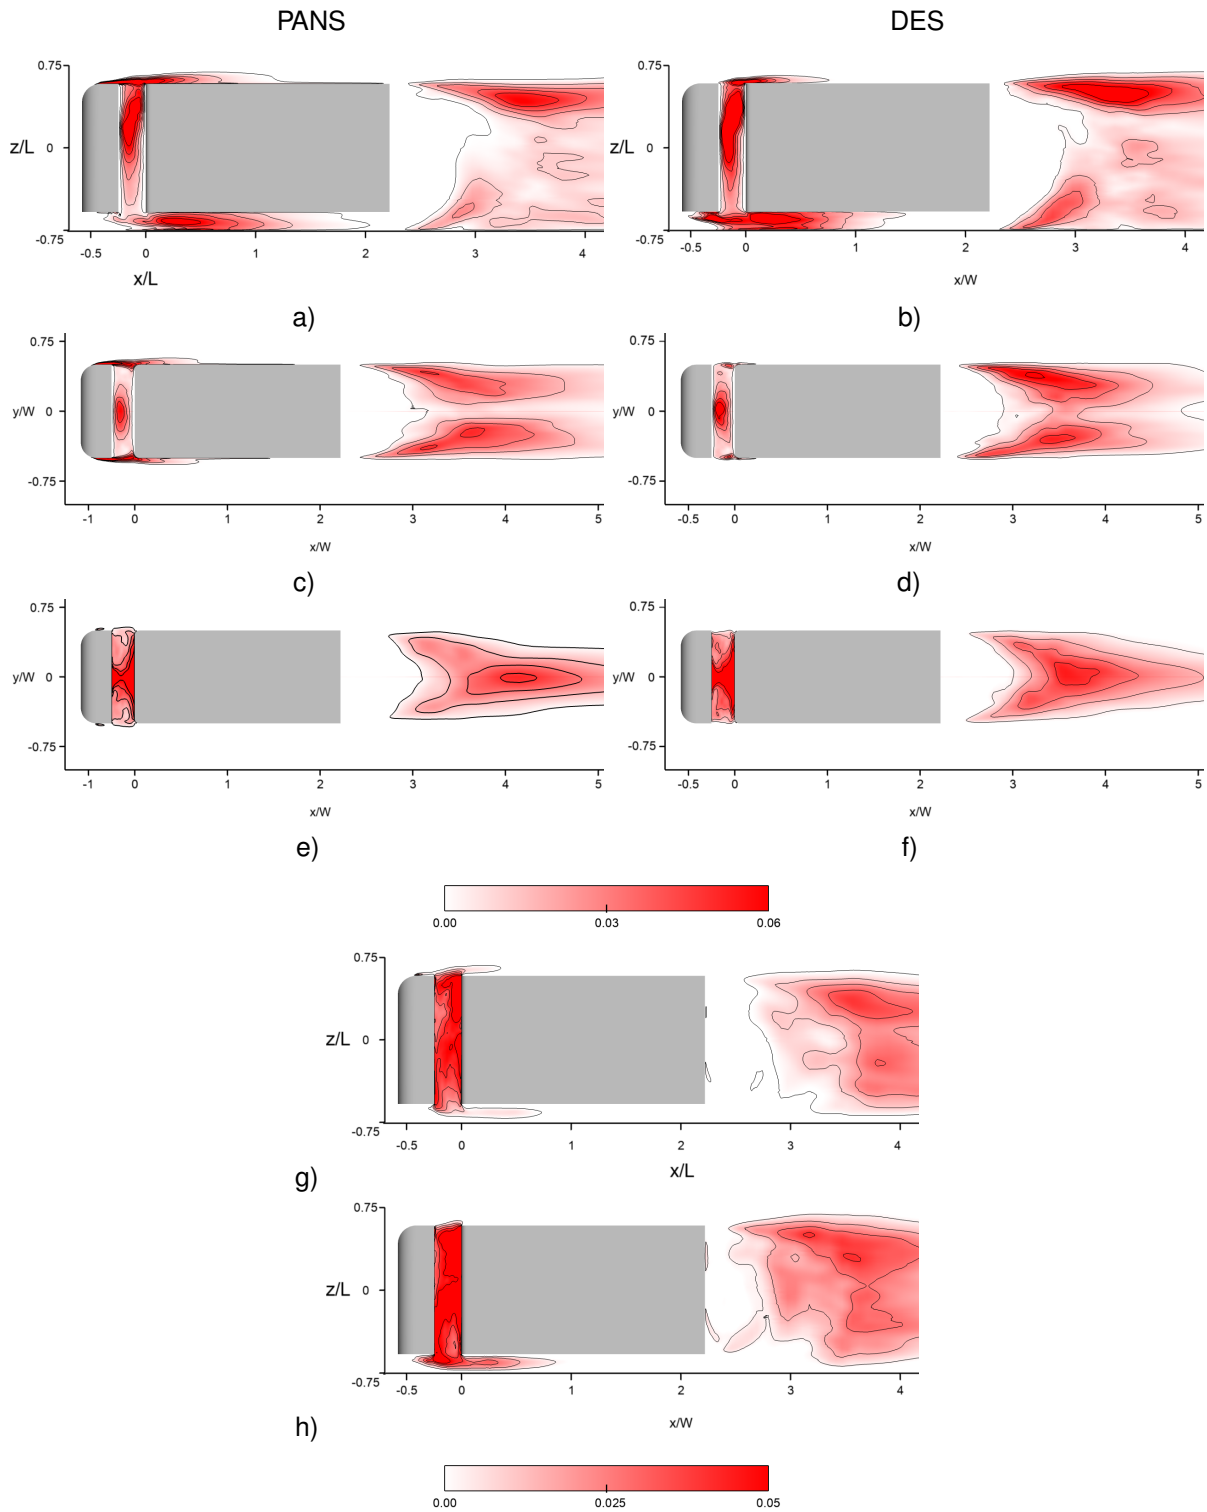 PANS DES
0.75 0.75
z/L 0 z/L 0
-0.75 -0.75
-0.5 0 1 2 3 4 -0.5 0 1 2 3 4
x/L x/W
a) b)
0.75 0.75
y/W 0 y/W 0
-0.75 -0.75
-1 0 1 2 3 4 5 -0.5 0 1 2 3 4 5
x/W x/W
c) d)
0.75 0.75
y/W 0 y/W 0
-0.75 -0.75
-1 0 1 2 3 4 5 -0.5 0 1 2 3 4 5
x/W x/W
e) f)
0.00 0.03 0.06
0.75
z/L 0
-0.75
-0.5 0 1 2 3 4
x/L
g)
0.75
z/L 0
-0.75
-0.5 0 1 2 3 4
x/W
h)
0.00 0.025 0.05